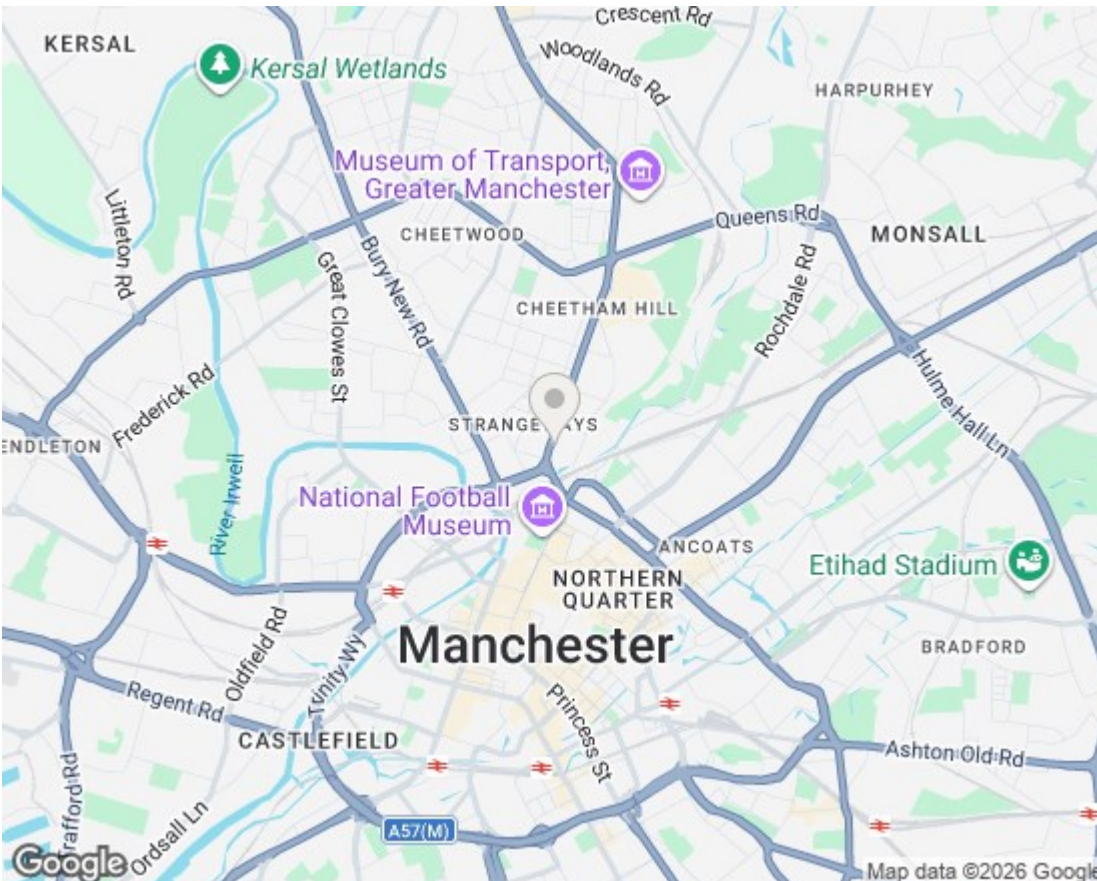 Crescent Rd
KERSAL
Woodlands Rd
Kersal Wetlands
HARPURHEY
Museum of Transport,
Greater Manchester
Littleton Rd
Queens Rd
CHEETWOOD
MONSALL
Bury New Rd
Great Clowes St
Rochdale Rd
CHEETHAM HILL
Frederick Rd
Hulme Hall Ln
STRANGEWAYS
ENDLETON
River Irwell
National Football
Museum
ANCOATS
Etihad Stadium
NORTHERN
QUARTER
Oldfield Rd
Manchester
BRADFORD
Trinity Wy
Regent Rd
Princess St
CASTLEFIELD
Ashton Old Rd
Trafford Rd
Ordsall Ln
A57(M)
Google
Map data ©2026 Google